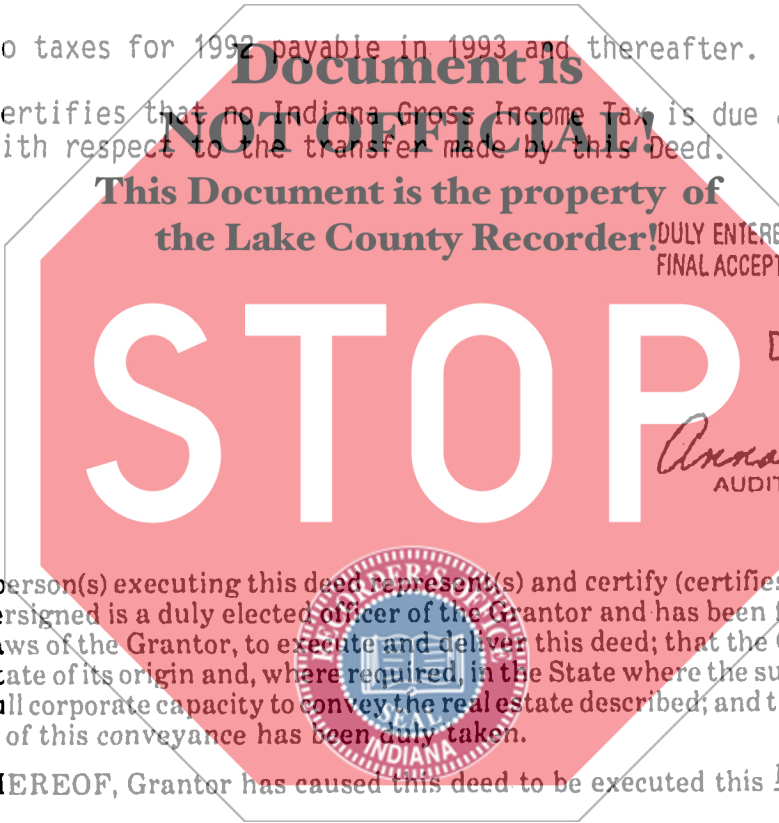 o taxes for 1992 payable in 1993 and thereafter.
Document is
ertifies that no Indiana Gross Income Tax is due
NOT OFFICIAL!
ith respect to the transfer made by this Deed.
This Document is the property of
the Lake County Recorder!
DULY ENTERE
FINAL ACCEPT
STOP
D
Anna
AUDIT
person(s) executing this deed represent(s) and certify (certifie
ersigned is a duly elected officer of the Grantor and has been
aws of the Grantor, to execute and deliver this deed; that the
tate of its origin and, where required, in the State where the su
ull corporate capacity to convey the real estate described; and t
of this conveyance has been duly taken.
RECORDER'S OFFICE
SEAL
INDIANA
HEREOF, Grantor has caused this deed to be executed this